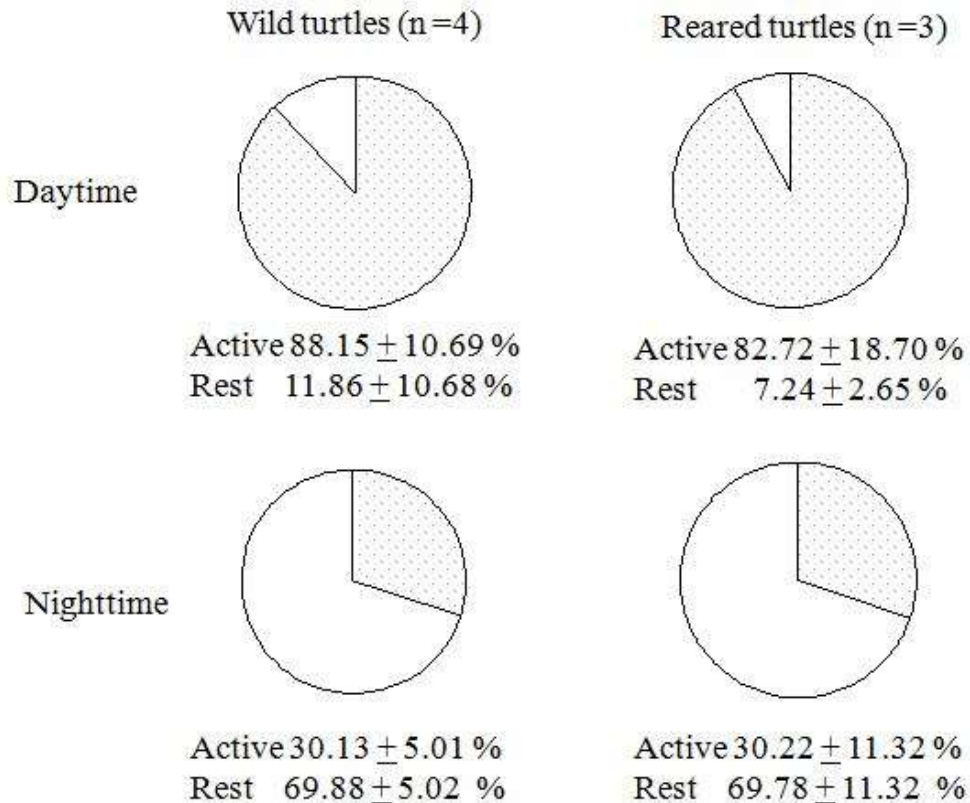 Wild turtles (n=4)
Reared turtles (n=3)
Daytime
Active 88.15 ± 10.69 %
Rest 11.86 ± 10.68 %
Active 82.72 ± 18.70 %
Rest 7.24 ± 2.65 %
Nighttime
Active 30.13 ± 5.01 %
Rest 69.88 ± 5.02 %
Active 30.22 ± 11.32 %
Rest 69.78 ± 11.32 %